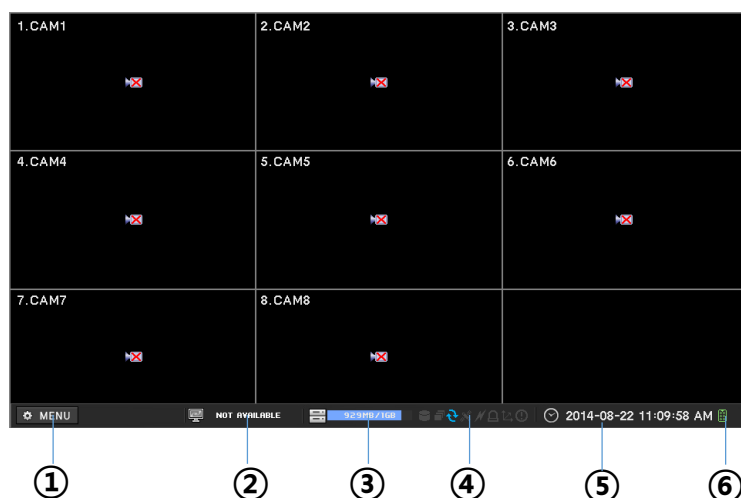 1.CAM1
2.CAM2
3.CAM3
4.CAM4
5.CAM5
6.CAM6
7.CAM7
8.CAM8
MENU
NOT AVAILABLE
929MB/1GB
2014-08-22 11:09:58 AM
① ② ③ ④ ⑤ ⑥